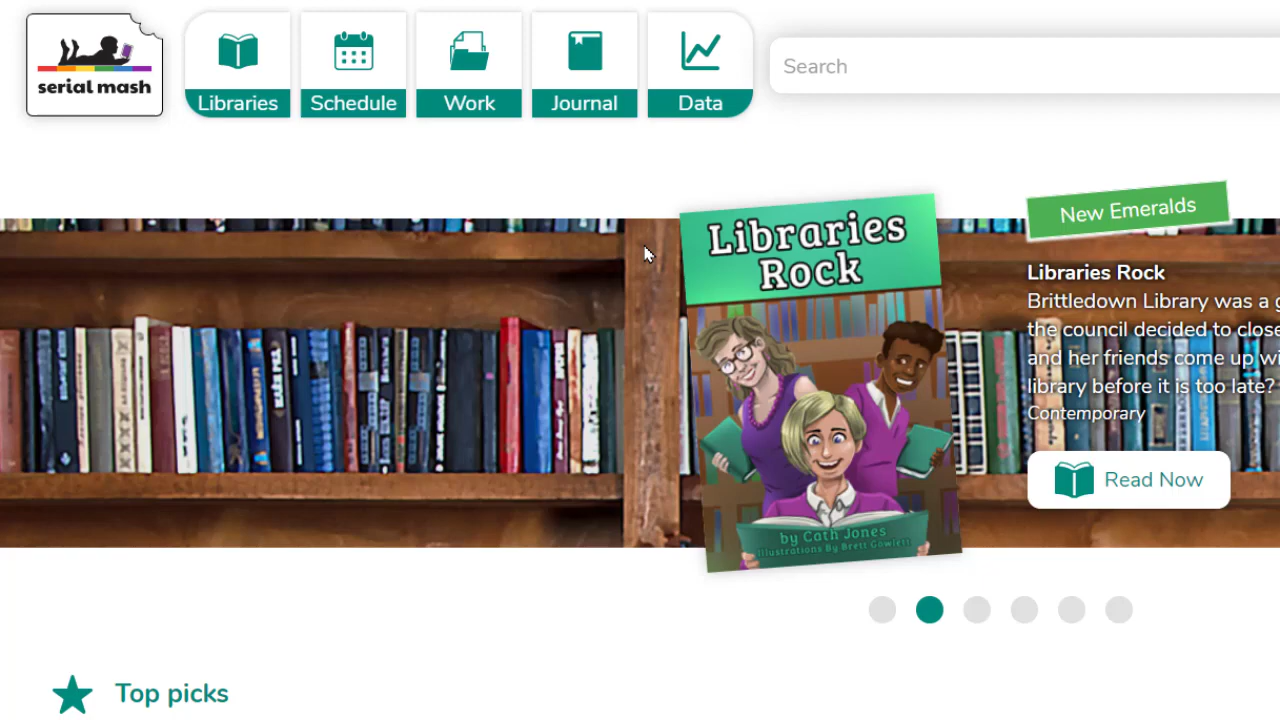 serial mash
Libraries
Schedule
Work
Journal
Data
Search
Libraries
Rock
by Cath Jones
Illustrations By Brett Gowlett
New Emeralds
Libraries Rock
Brittledown Library was a
the council decided to close
and her friends come up
library before it is too late?
Contemporary
Read Now
Top picks